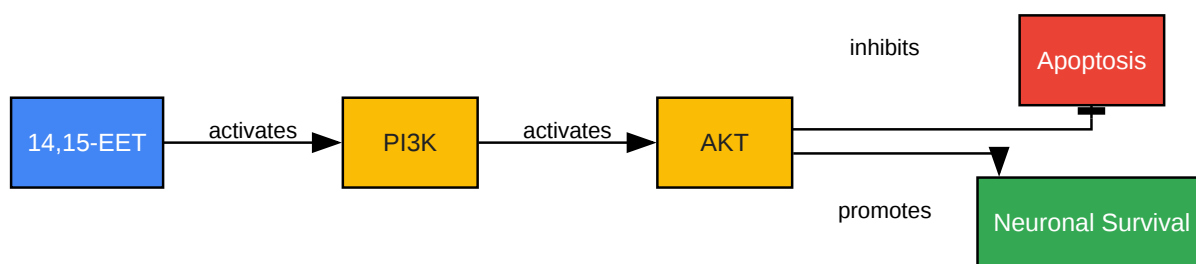 inhibits
Apoptosis
14,15-EET
activates
PI3K
activates
AKT
promotes
Neuronal Survival